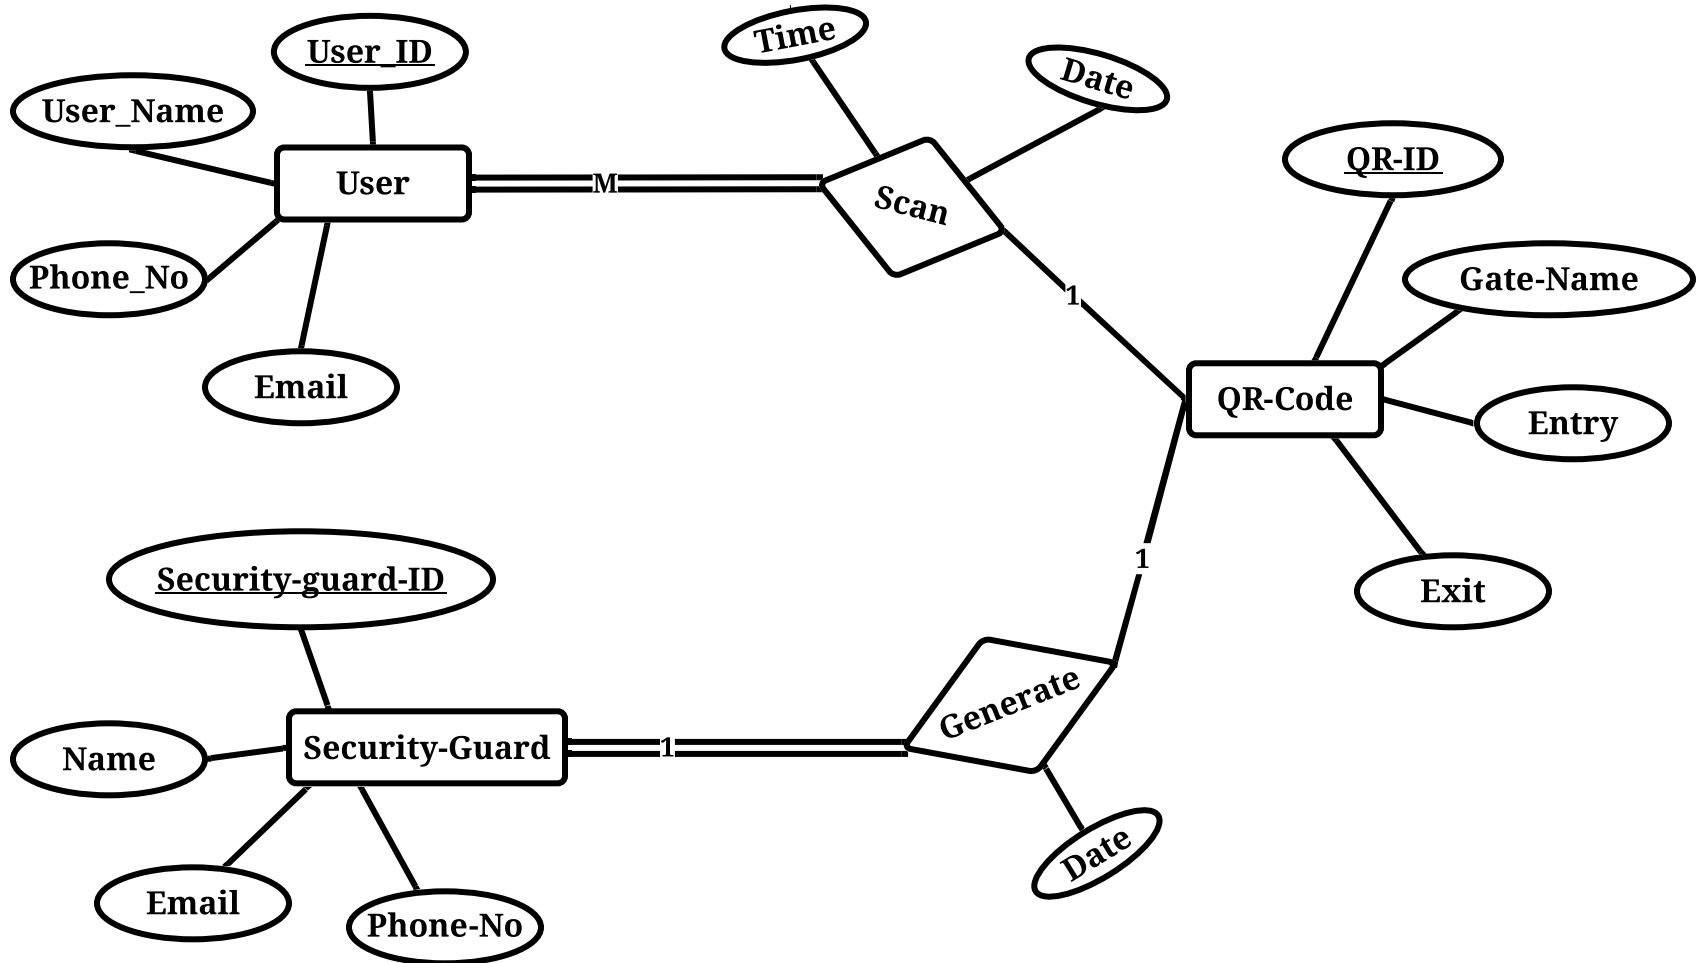 Time
User_ID
Date
User_Name
QR-ID
User
M
Scan
Phone_No
Gate-Name
1
Email
QR-Code
Entry
1
Security-guard-ID
Exit
Generate
Name
Security-Guard
1
Date
Email
Phone-No